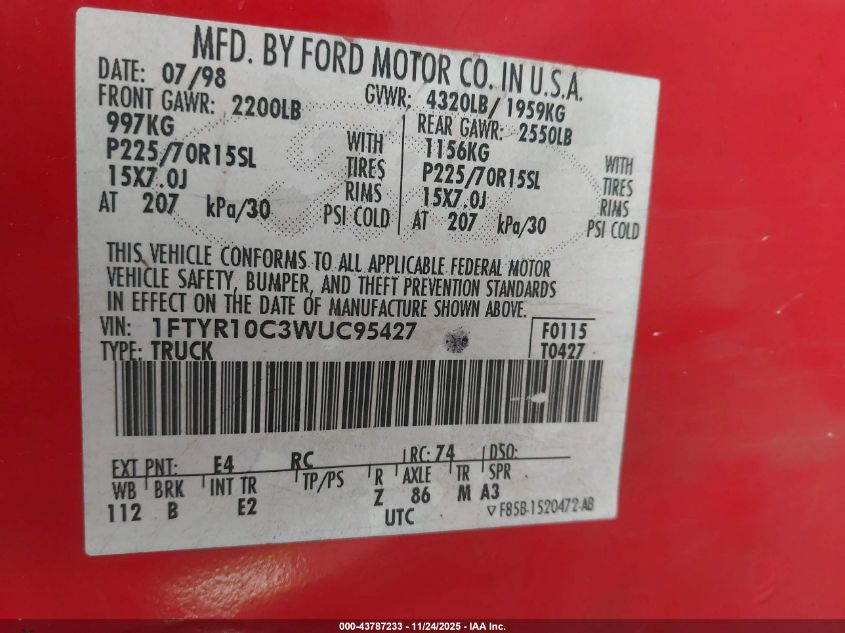 MFD. BY FORD MOTOR CO. IN U.S.A.
DATE: 07/98
GVWR: 4320LB/ 1959KG
FRONT GAWR: 2200LB
997KG
WITH
P225/70R15SL
TIRES
15X7.0J
RIMS
AT 207 kPa/30 PSI COLD
REAR GAWR: 2550LB
1156KG
WITH
P225/70R15SL
TIRES
15X7.0J
RIMS
AT 207 kPa/30 PSI COLD
THIS VEHICLE CONFORMS TO ALL APPLICABLE FEDERAL MOTOR
VEHICLE SAFETY, BUMPER, AND THEFT PREVENTION STANDARDS
IN EFFECT ON THE DATE OF MANUFACTURE SHOWN ABOVE.
VIN: 1FTYR10C3WUC95427
F0115
TYPE: TRUCK
T0427
EXT PNT: E4 RC RC: 74 DSO:
WB BRK INT TR TP/PS R AXLE TR SPR
112 B E2 Z 86 M A3
UTC
▽ F85B-1520472-AB
000-43787233 - 11/24/2025 - IAA Inc.